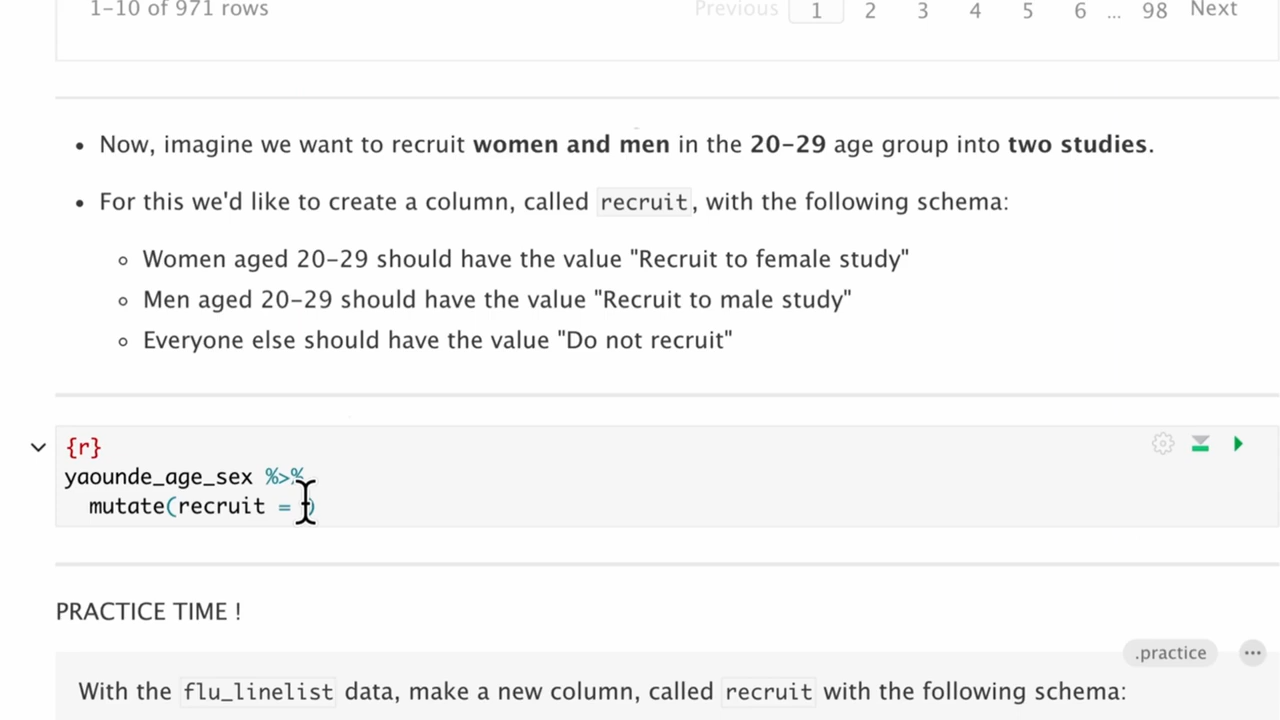 1-10 of 971 rows Previous 1 2 3 4 5 6 ... 98 Next
• Now, imagine we want to recruit women and men in the 20-29 age group into two studies.
• For this we'd like to create a column, called recruit, with the following schema:
◦ Women aged 20-29 should have the value "Recruit to female study"
◦ Men aged 20-29 should have the value "Recruit to male study"
◦ Everyone else should have the value "Do not recruit"
{r}
yaounde_age_sex %>%
mutate(recruit = )
PRACTICE TIME !
.practice ...
With the flu_linelist data, make a new column, called recruit with the following schema: